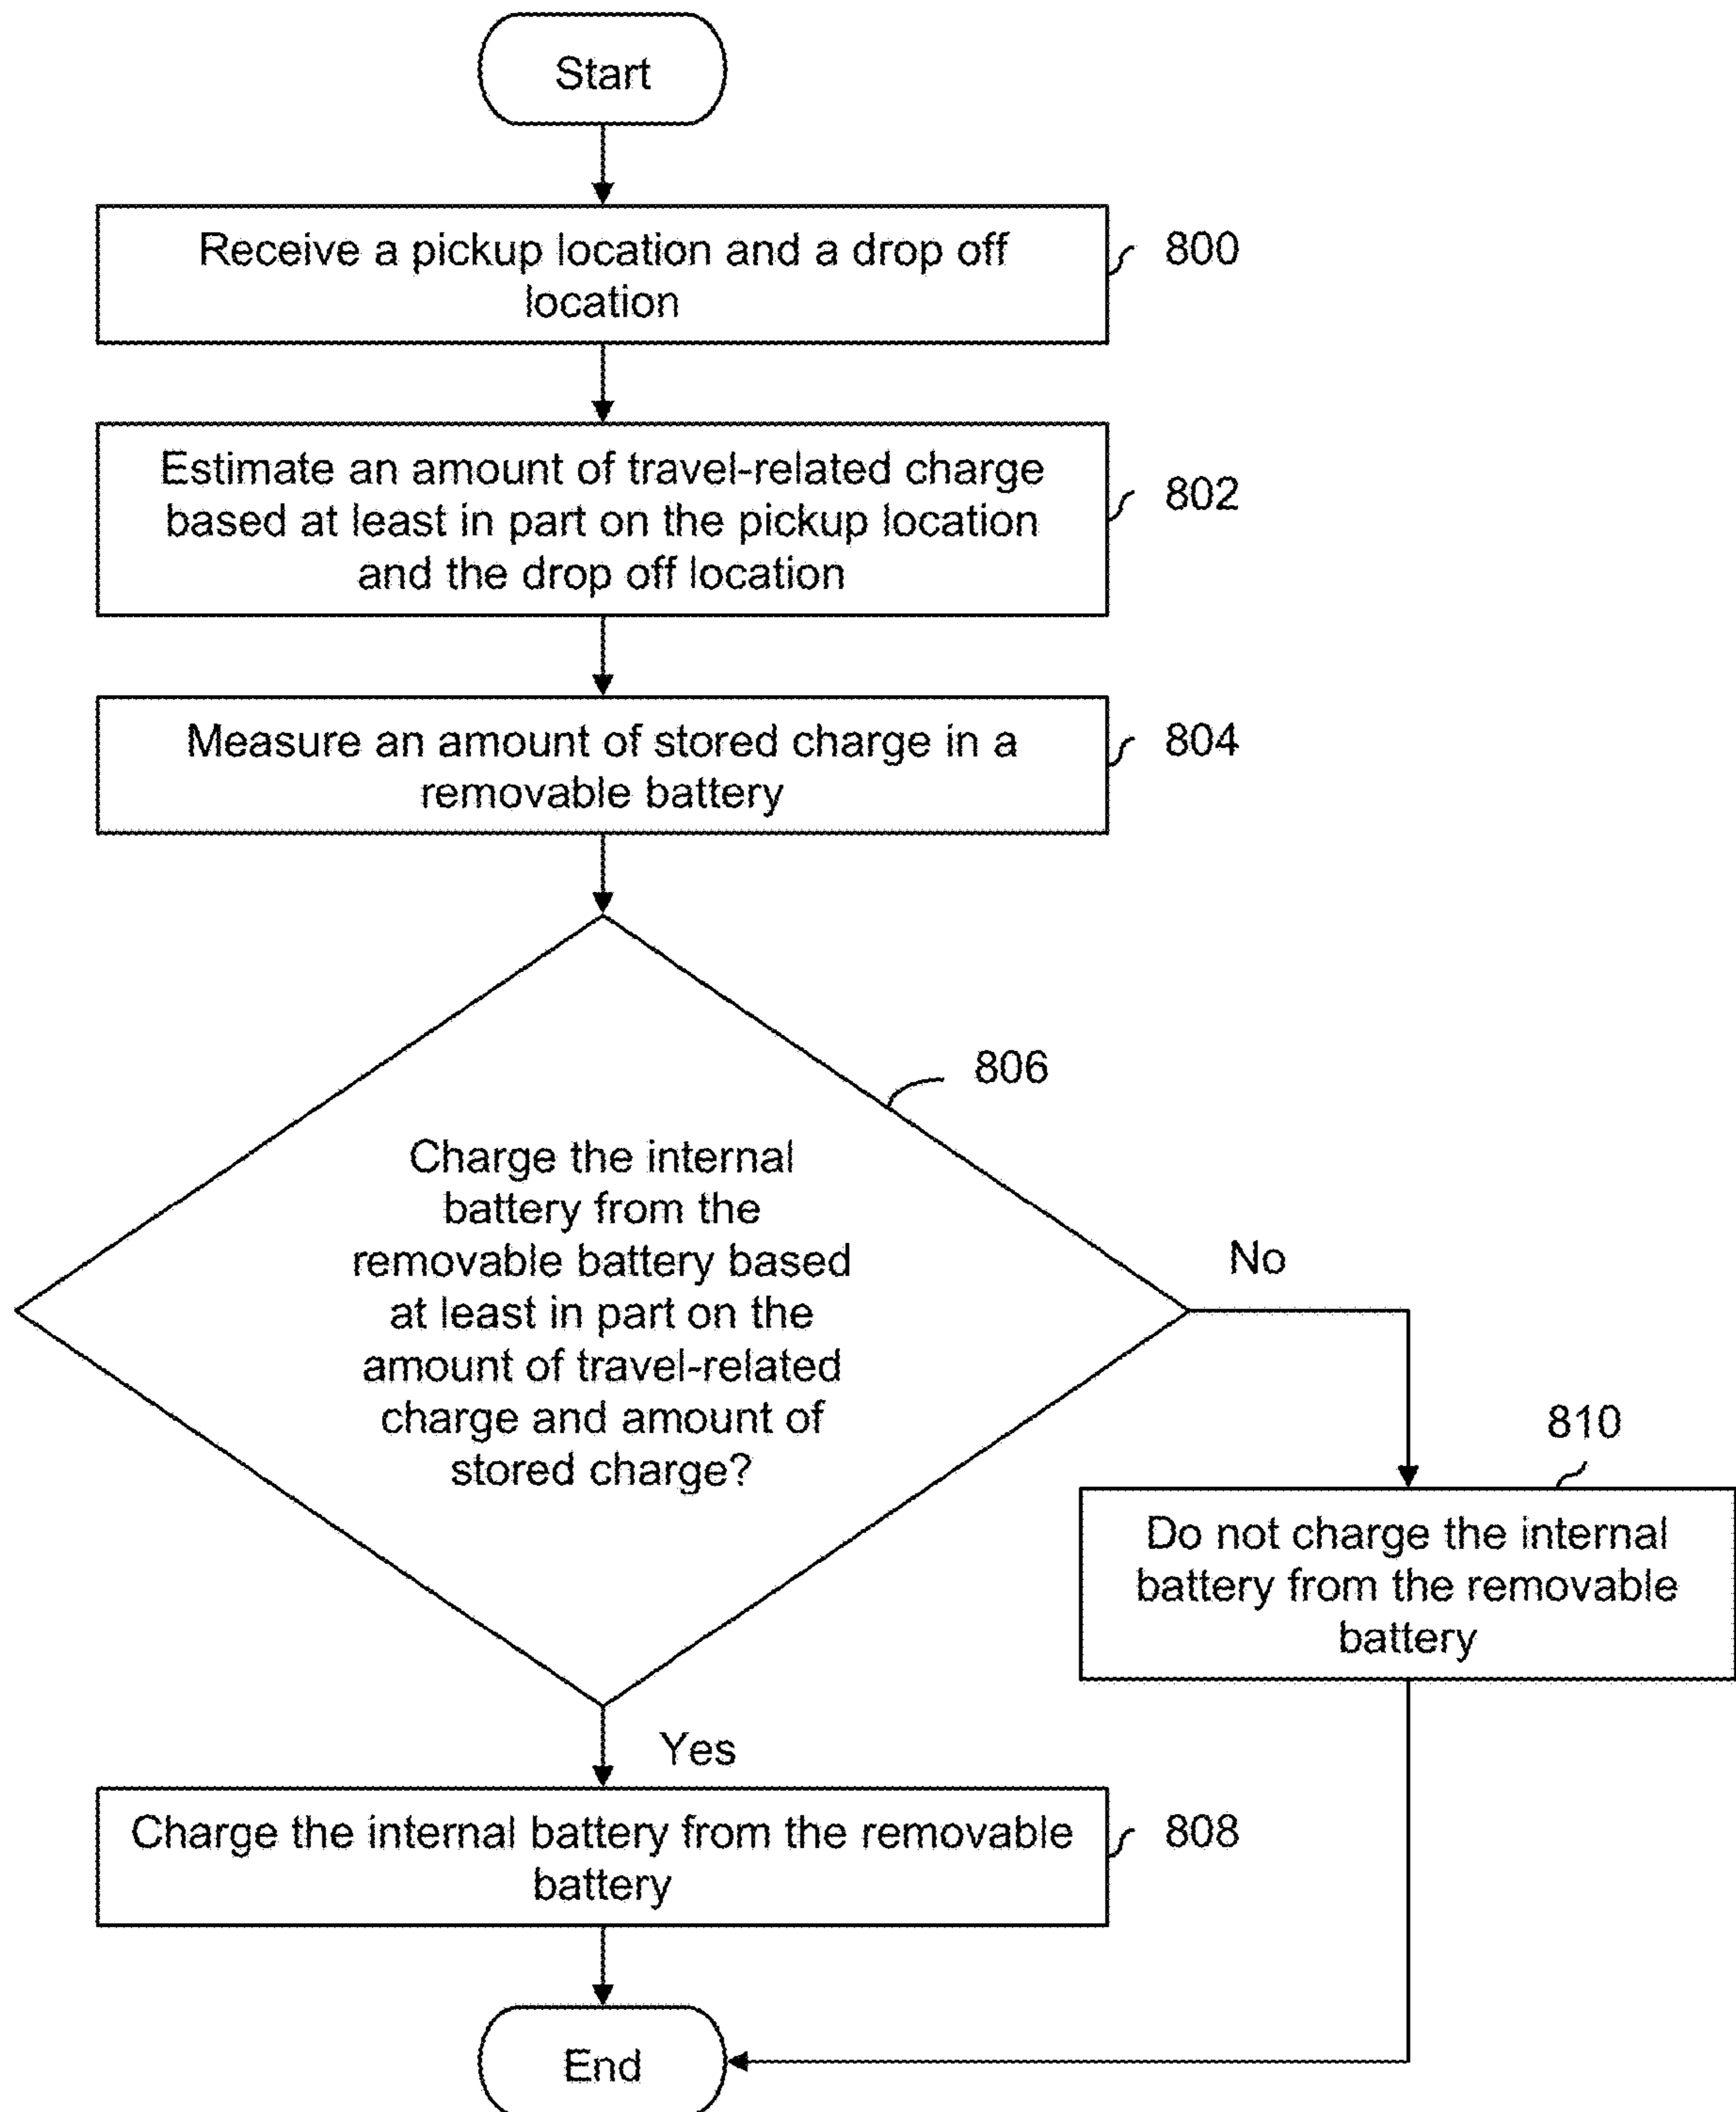 Start
Receive a pickup location and a drop off
location
800
Estimate an amount of travel-related charge
based at least in part on the pickup location
and the drop off location
802
Measure an amount of stored charge in a
removable battery
804
806
Charge the internal
battery from the
removable battery based
at least in part on the
amount of travel-related
charge and amount of
stored charge?
No
810
Do not charge the internal
battery from the removable
battery
Yes
Charge the internal battery from the removable
battery
808
End